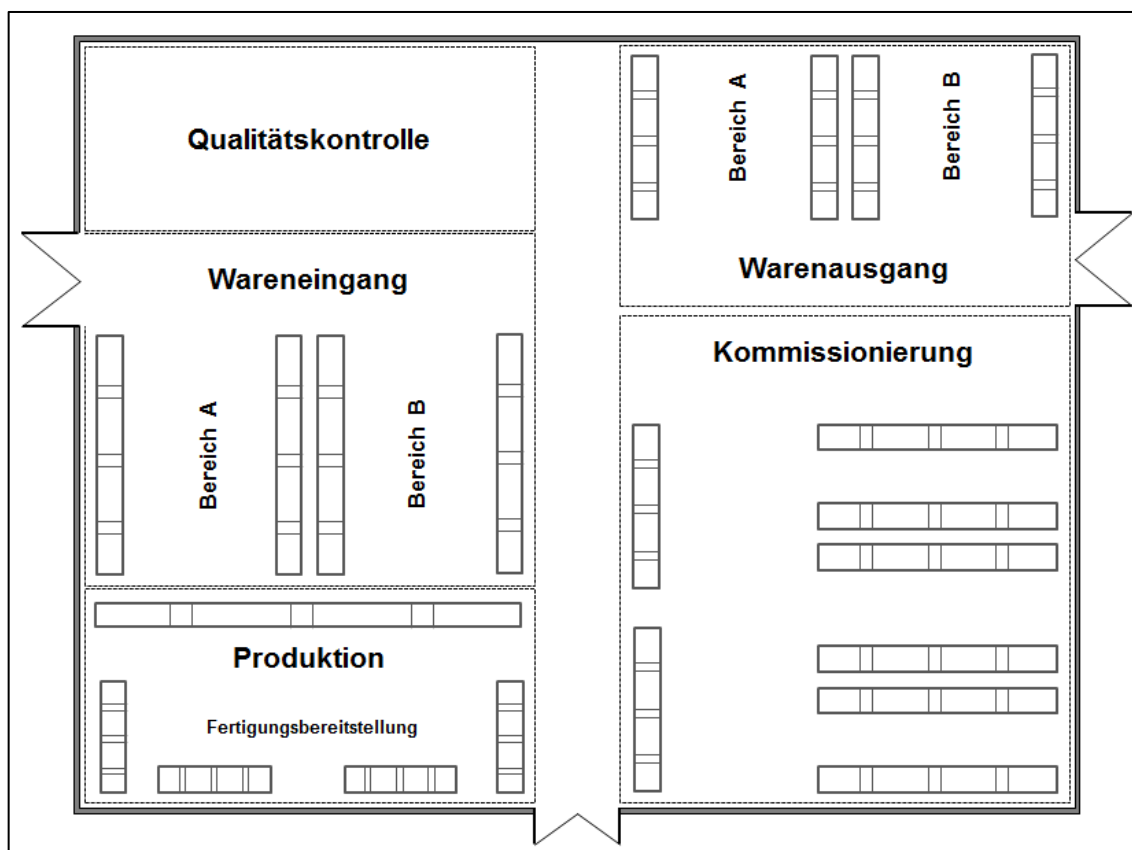 Qualitätskontrolle
Wareneingang
Bereich A
Bereich B
Produktion
Fertigungsbereitstellung
Bereich A
Bereich B
Warenausgang
Kommissionierung